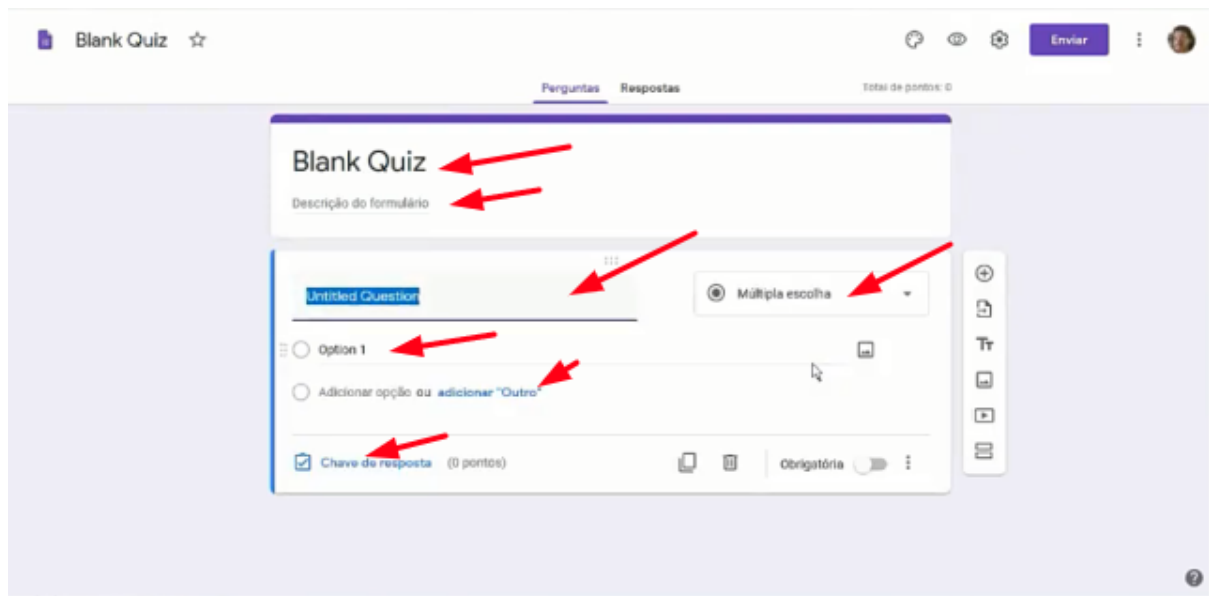 Blank Quiz
Enviar
Perguntas Respostas
Total de pontos: 0
Blank Quiz
Descrição do formulário
Untitled Question
Múltipla escolha
Option 1
Adicionar opção ou adicionar "Outro"
Chave de resposta (0 pontos)
Obrigatória
Tт